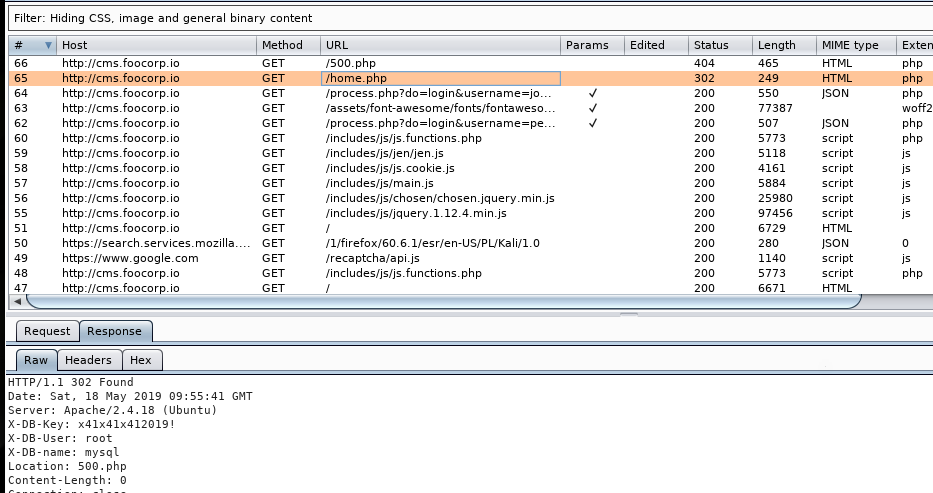 Filter: Hiding CSS, image and general binary content
# Host Method URL Params Edited Status Length MIME type Exten
66 http://cms.foocorp.io GET /500.php 404 465 HTML php
65 http://cms.foocorp.io GET /home.php 302 249 HTML php
64 http://cms.foocorp.io GET /process.php?do=login&username=jo... ✓ 200 550 JSON php
63 http://cms.foocorp.io GET /assets/font-awesome/fonts/fontaweso... ✓ 200 77387 woff2
62 http://cms.foocorp.io GET /process.php?do=login&username=pe... ✓ 200 507 JSON php
60 http://cms.foocorp.io GET /includes/js/js.functions.php 200 5773 script php
59 http://cms.foocorp.io GET /includes/js/jen/jen.js 200 5118 script js
58 http://cms.foocorp.io GET /includes/js/js.cookie.js 200 4161 script js
57 http://cms.foocorp.io GET /includes/js/main.js 200 5884 script js
56 http://cms.foocorp.io GET /includes/js/chosen/chosen.jquery.min.js 200 25980 script js
55 http://cms.foocorp.io GET /includes/js/jquery.1.12.4.min.js 200 97456 script js
51 http://cms.foocorp.io GET / 200 6729 HTML
50 https://search.services.mozilla.... GET /1/firefox/60.6.1/esr/en-US/PL/Kali/1.0 200 280 JSON 0
49 https://www.google.com GET /recaptcha/api.js 200 1140 script js
48 http://cms.foocorp.io GET /includes/js/js.functions.php 200 5773 script php
47 http://cms.foocorp.io GET / 200 6671 HTML
Request Response
Raw Headers Hex
HTTP/1.1 302 Found
Date: Sat, 18 May 2019 09:55:41 GMT
Server: Apache/2.4.18 (Ubuntu)
X-DB-Key: x41x41x412019!
X-DB-User: root
X-DB-name: mysql
Location: 500.php
Content-Length: 0
Connection: close